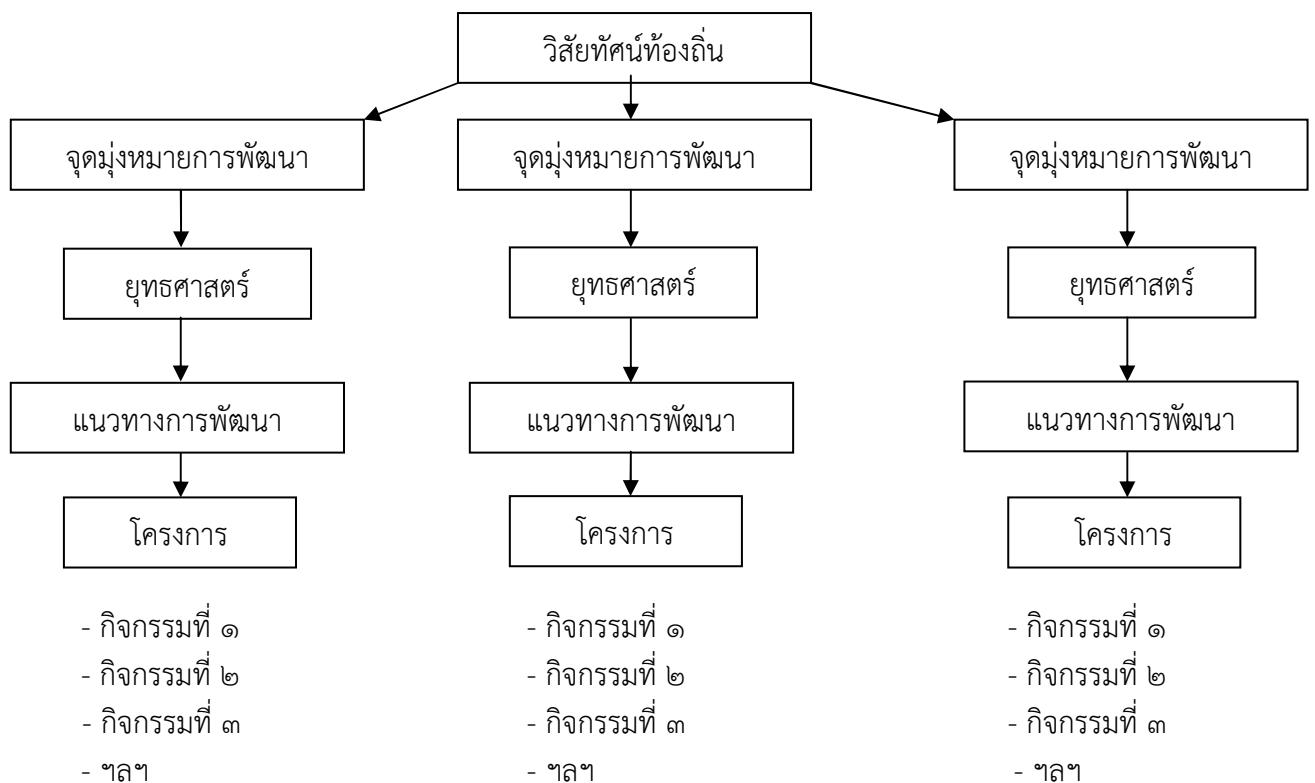 วิสัยทัศน์ท้องถิ่น
จุดมุ่งหมายการพัฒนา
จุดมุ่งหมายการพัฒนา
จุดมุ่งหมายการพัฒนา
ยุทธศาสตร์
ยุทธศาสตร์
ยุทธศาสตร์
แนวทางการพัฒนา
แนวทางการพัฒนา
แนวทางการพัฒนา
โครงการ
โครงการ
โครงการ
- กิจกรรมที่ ๑
- กิจกรรมที่ ๒
- กิจกรรมที่ ๓
- ฯลฯ
- กิจกรรมที่ ๑
- กิจกรรมที่ ๒
- กิจกรรมที่ ๓
- ฯลฯ
- กิจกรรมที่ ๑
- กิจกรรมที่ ๒
- กิจกรรมที่ ๓
- ฯลฯ